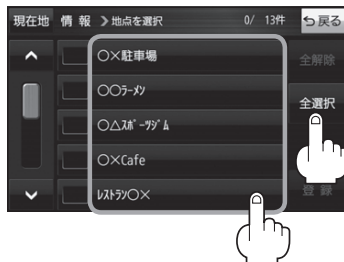 現在地 情 報 》地点を選択 0/ 13件 戻る
全解除
○×駐車場
○○ﾗｰﾒﾝ
全選択
○△ｽﾎﾟｰﾂｼﾞﾑ
○×Cafe
ﾚｽﾄﾗﾝ○×
登 録